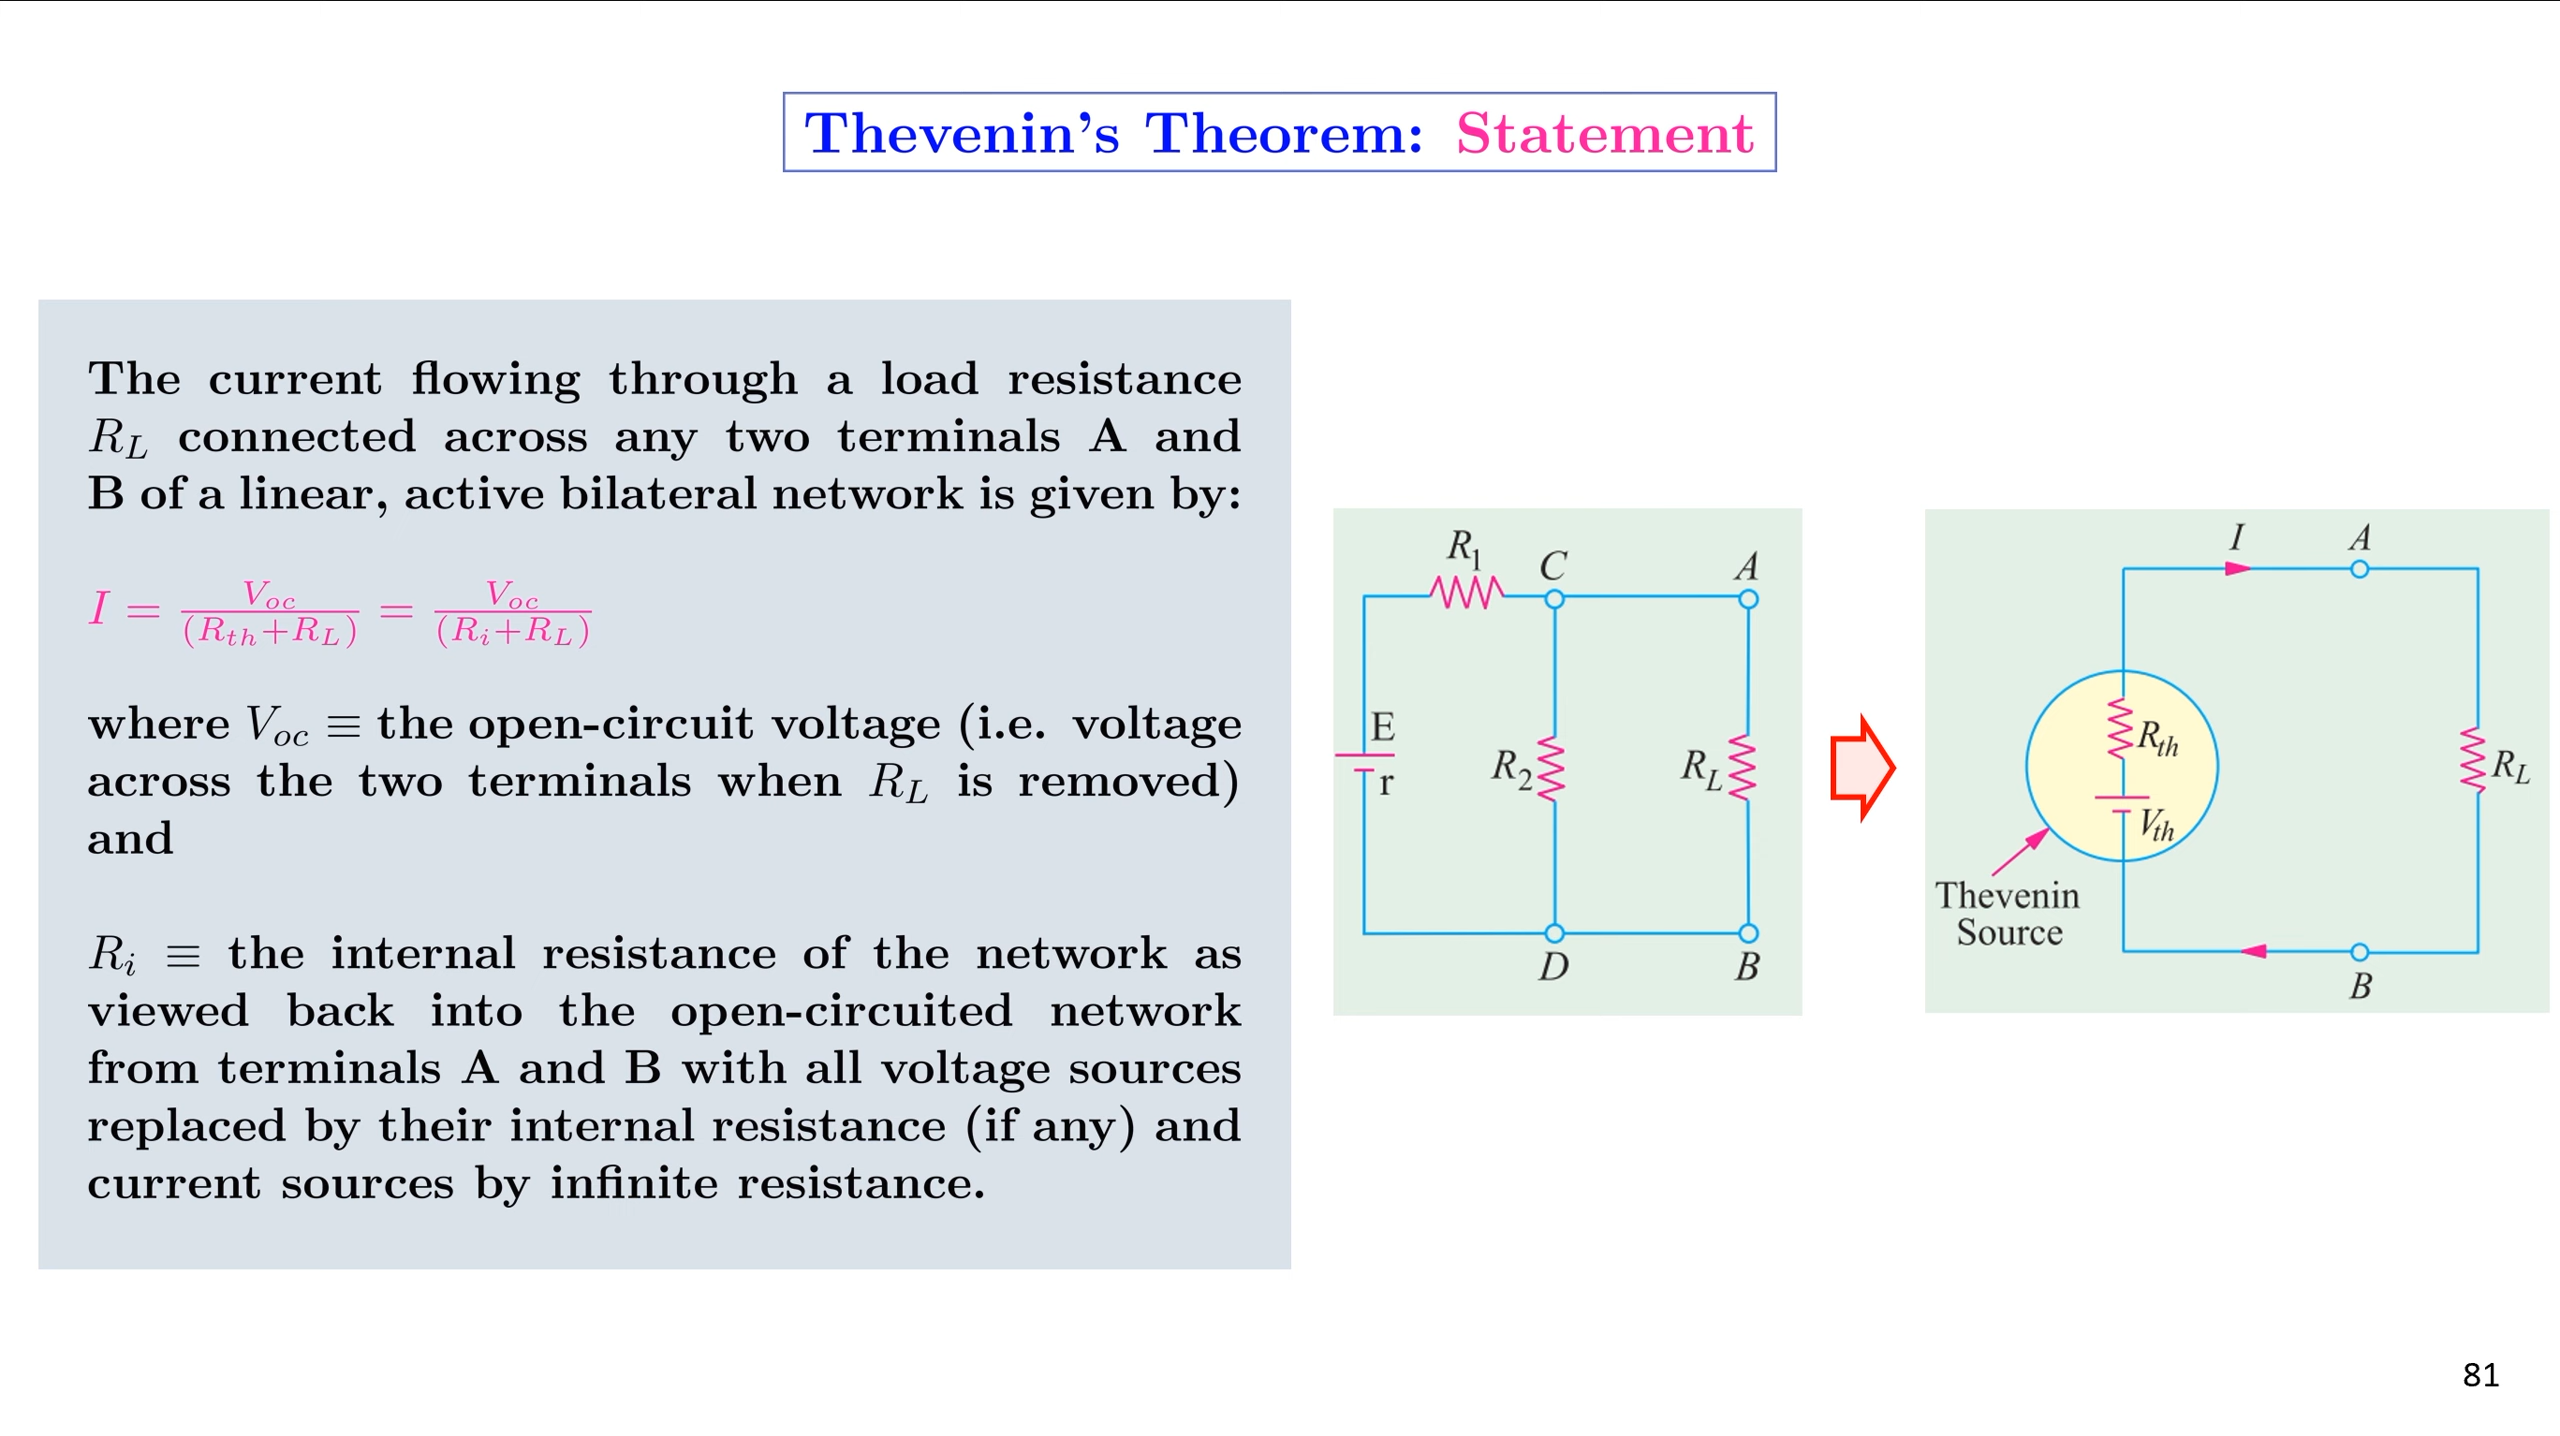 Thevenin's Theorem: Statement
The current flowing through a load resistance
R_L connected across any two terminals A and
B of a linear, active bilateral network is given by:
I = V_oc/(R_th+R_L) = V_oc/(R_i+R_L)
where V_oc ≡ the open-circuit voltage (i.e. voltage
across the two terminals when R_L is removed)
and
R_i ≡ the internal resistance of the network as
viewed back into the open-circuited network
from terminals A and B with all voltage sources
replaced by their internal resistance (if any) and
current sources by infinite resistance.
R_1
C
A
E
r
R_2
R_L
D
B
I
A
R_th
V_th
R_L
Thevenin
Source
B
81